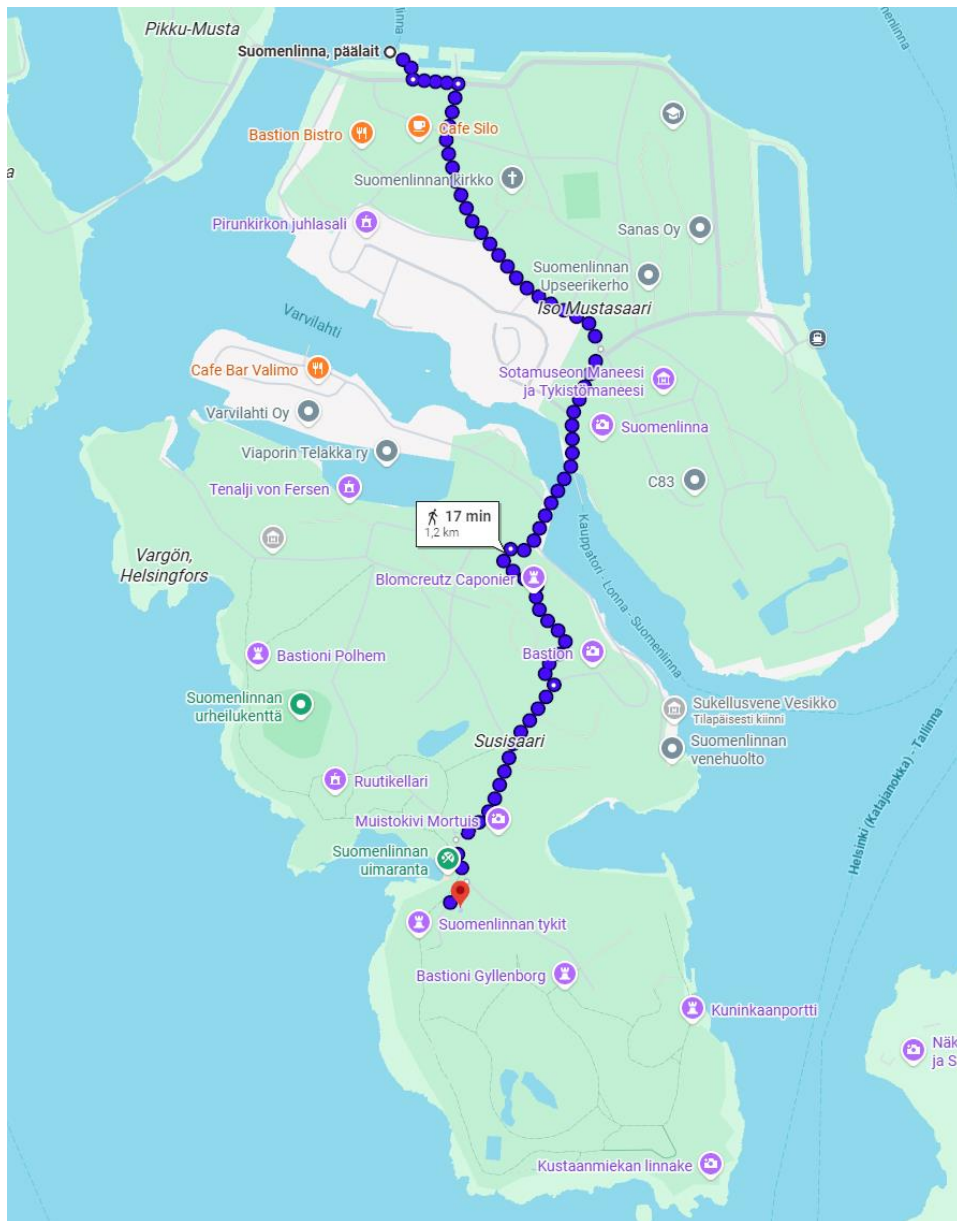 Pikku-Musta
Suomenlinna, päälait
Bastion Bistro
Cafe Silo
Suomenlinnan kirkko
a
Pirunkirkon juhlasali
Sanas Oy
Suomenlinnan
Upseerikerho
Iso Mustasaari
Varvilahti
Cafe Bar Valimo
Sotamuseon Maneesi
ja Tykistömaneesi
Varvilahti Oy
Suomenlinna
Viaporin Telakka ry
Tenalji von Fersen
C83
17 min
1,2 km
Kauppatori - Lonna - Suomenlinna
Vargön,
Helsingfors
Blomcreutz Caponier
Bastioni Polhem
Bastion
Suomenlinnan
urheilukenttä
Sukellusvene Vesikko
Tilapäisesti kiinni
Suomenlinnan
venehuolto
Susisaari
Ruutikellari
Muistokivi Mortuis
Helsinki (Katajanokka) - Tallinna
Suomenlinnan
uimaranta
Suomenlinnan tykit
Bastioni Gyllenborg
Kuninkaanportti
Näk
ja S
Kustaanmiekan linnake